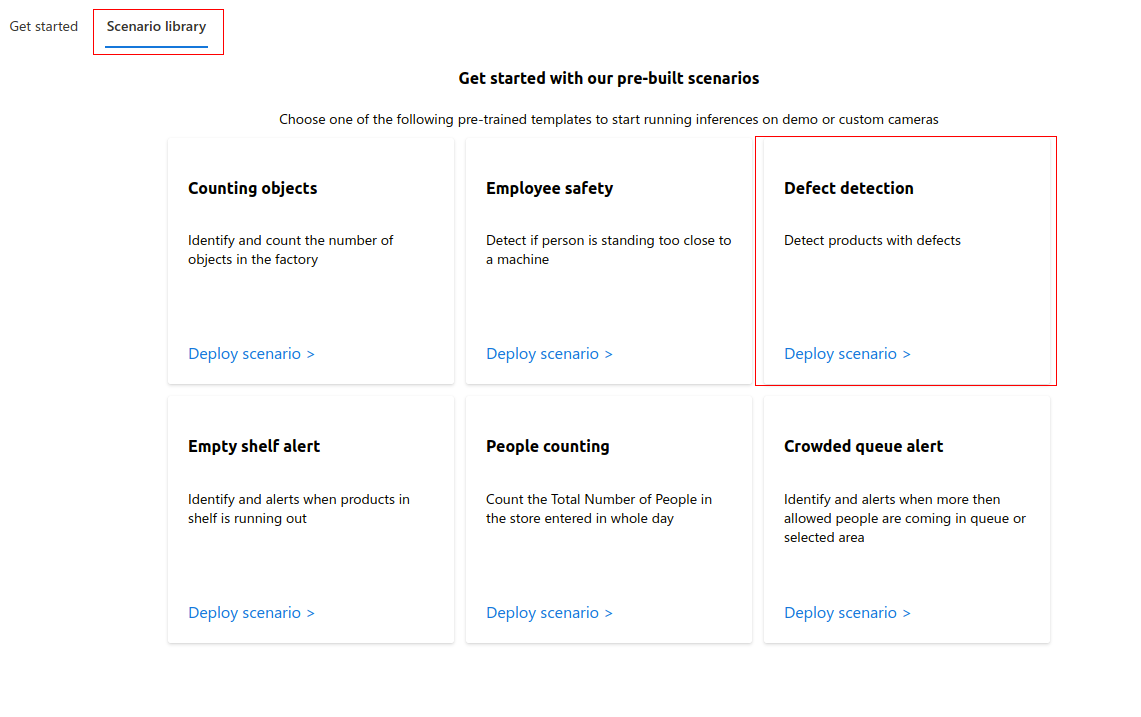 Get started
Scenario library
Get started with our pre-built scenarios
Choose one of the following pre-trained templates to start running inferences on demo or custom cameras
Counting objects
Identify and count the number of
objects in the factory
Deploy scenario >
Employee safety
Detect if person is standing too close to
a machine
Deploy scenario >
Defect detection
Detect products with defects
Deploy scenario >
Empty shelf alert
Identify and alerts when products in
shelf is running out
Deploy scenario >
People counting
Count the Total Number of People in
the store entered in whole day
Deploy scenario >
Crowded queue alert
Identify and alerts when more then
allowed people are coming in queue or
selected area
Deploy scenario >